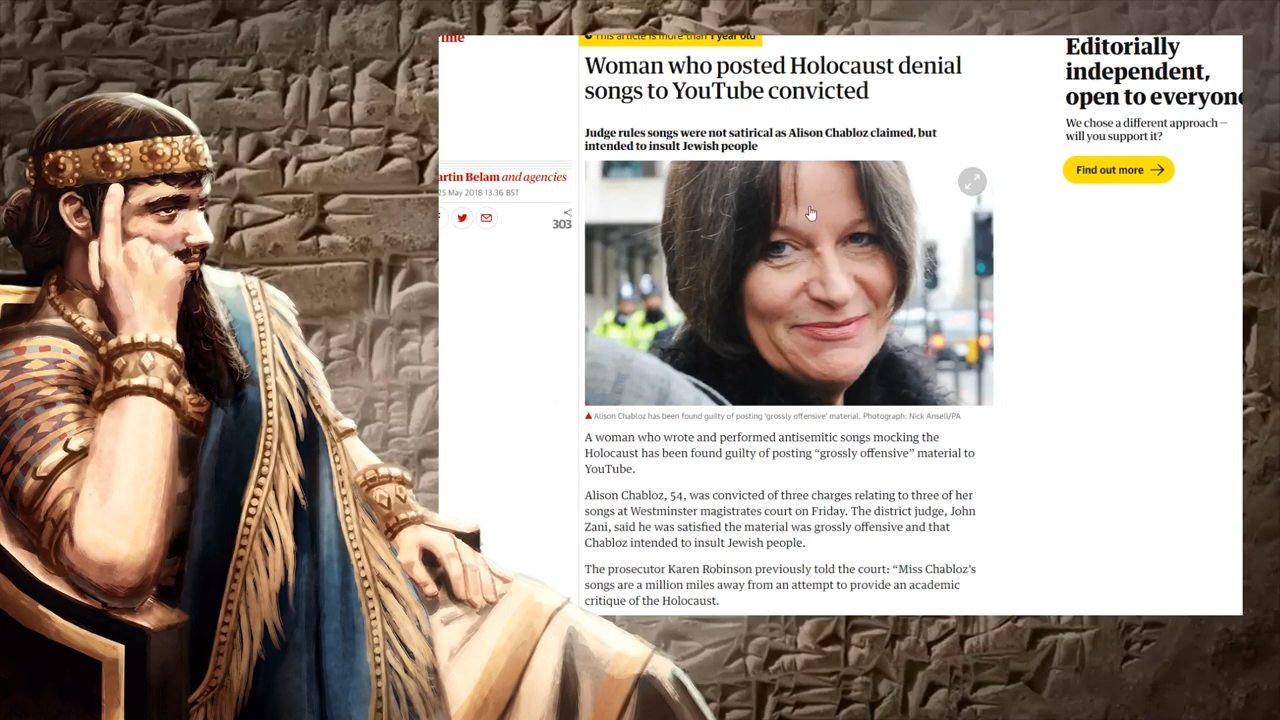 This article is more than 1 year old
Woman who posted Holocaust denial
songs to YouTube convicted
Judge rules songs were not satirical as Alison Chabloz claimed, but
intended to insult Jewish people
artin Belam and agencies
25 May 2018 13.36 BST
303
Alison Chabloz has been found guilty of posting 'grossly offensive' material. Photograph: Nick Ansell/PA
A woman who wrote and performed antisemitic songs mocking the
Holocaust has been found guilty of posting “grossly offensive” material to
YouTube.
Alison Chabloz, 54, was convicted of three charges relating to three of her
songs at Westminster magistrates court on Friday. The district judge, John
Zani, said he was satisfied the material was grossly offensive and that
Chabloz intended to insult Jewish people.
The prosecutor Karen Robinson previously told the court: “Miss Chabloz’s
songs are a million miles away from an attempt to provide an academic
critique of the Holocaust.
Editorially
independent,
open to everyone
We chose a different approach –
will you support it?
Find out more